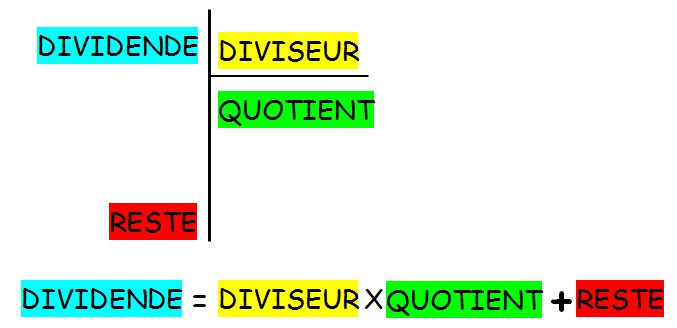 DIVIDENDE
DIVISEUR
QUOTIENT
RESTE
DIVIDENDE = DIVISEUR X QUOTIENT + RESTE